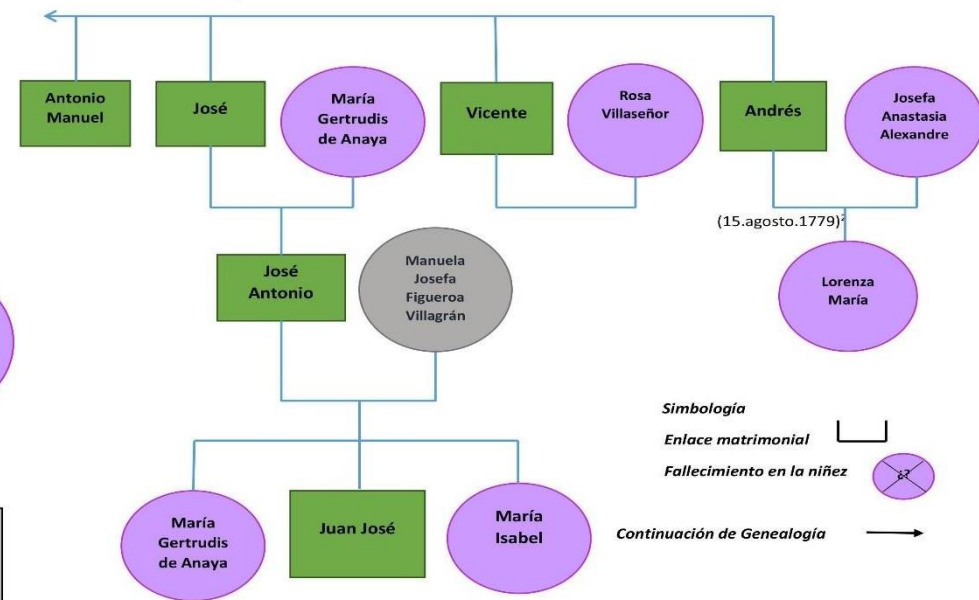 Antonio
Manuel
José
María
Gertrudis
de Anaya
Vicente
Rosa
Villaseñor
Andrés
Josefa
Anastasia
Alexandre
(15.agosto.1779)²
José
Antonio
Manuela
Josefa
Figueroa
Villagrán
Lorenza
María
Simbología
Enlace matrimonial
Fallecimiento en la niñez
¿?
Continuación de Genealogía
María
Gertrudis
de Anaya
Juan José
María
Isabel